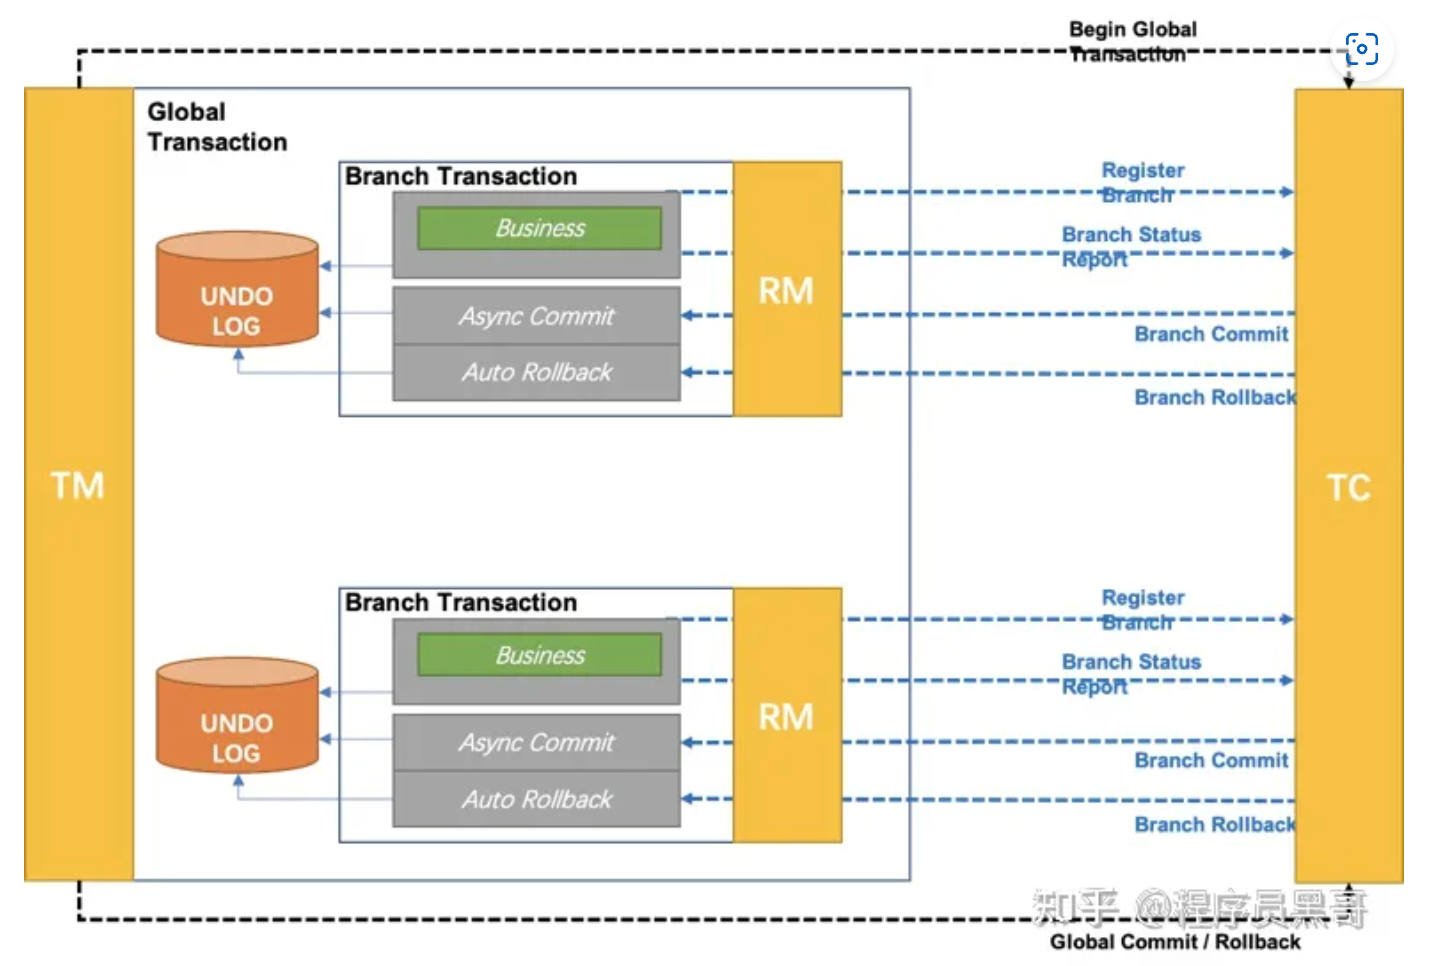 Begin Global
Transaction
Global
Transaction
Branch Transaction
Business
Async Commit
Auto Rollback
UNDO
LOG
RM
Register
Branch
Branch Status
Report
Branch Commit
Branch Rollback
TM
TC
Branch Transaction
Business
Async Commit
Auto Rollback
UNDO
LOG
RM
Register
Branch
Branch Status
Report
Branch Commit
Branch Rollback
知乎 @程序员黑哥
Global Commit / Rollback